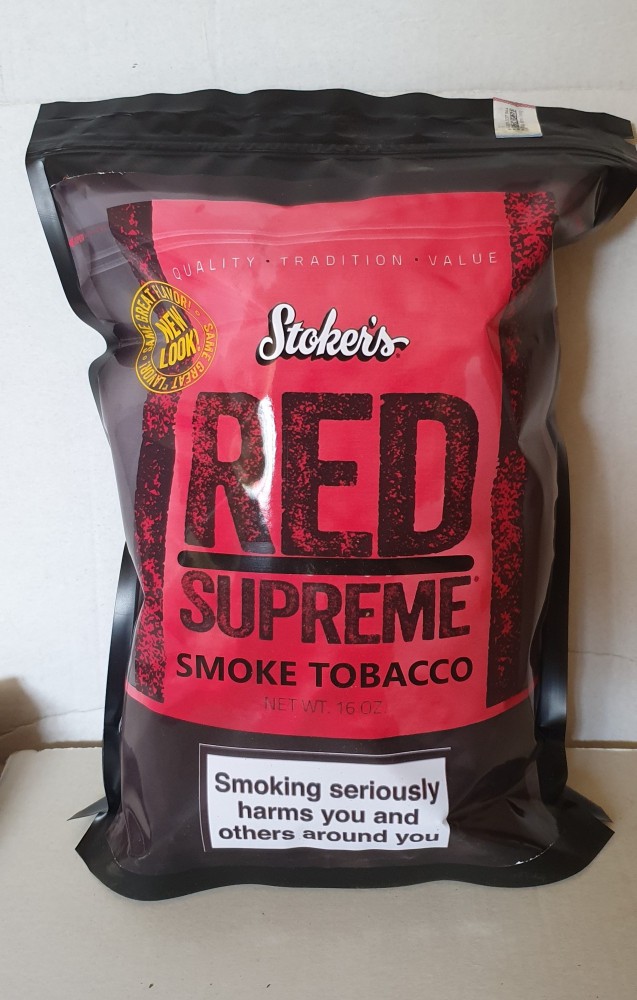 QUALITY · TRADITION · VALUE
SAME GREAT FLAVOR!
NEW
LOOK!
SAME GREAT FLAVOR!
Stoker's
RED
SUPREME
SMOKE TOBACCO
NET WT. 16 OZ.
Smoking seriously
harms you and
others around you